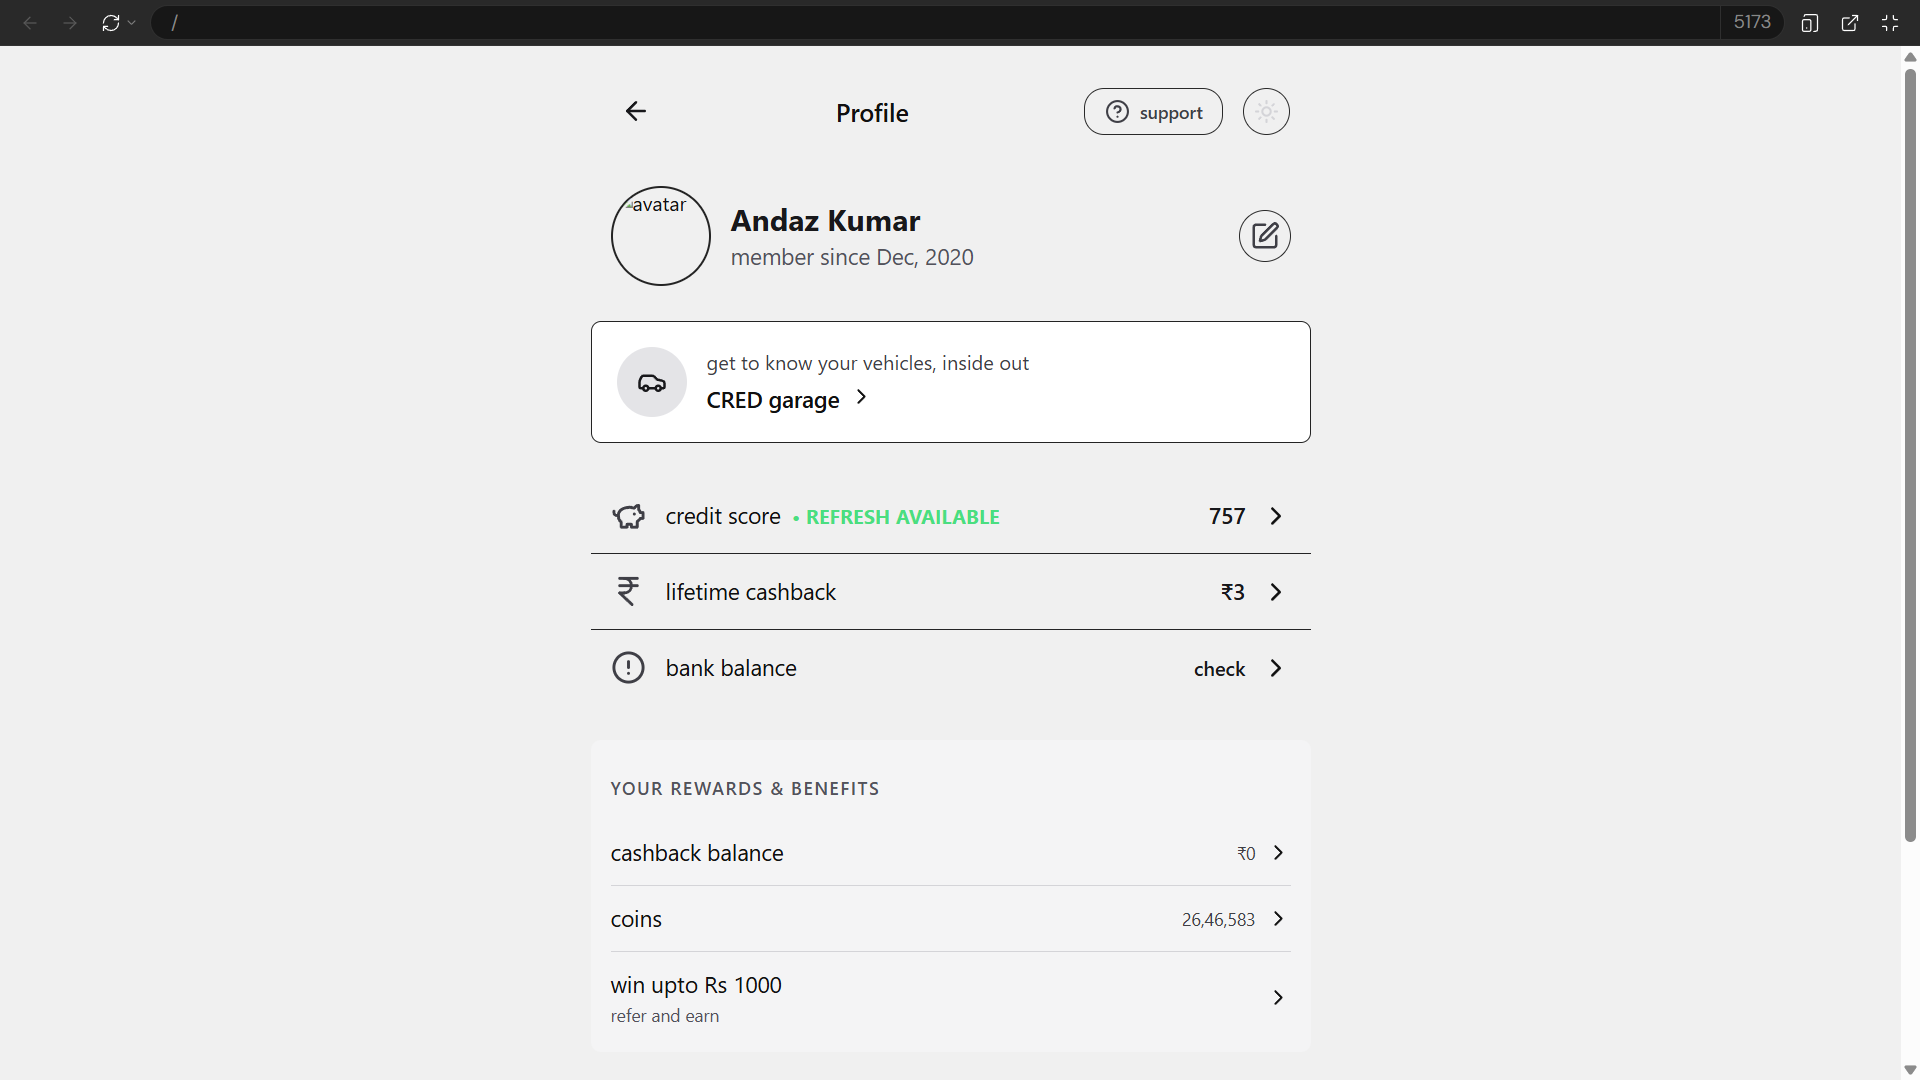 /
5173
Profile
support
avatar
Andaz Kumar
member since Dec, 2020
get to know your vehicles, inside out
CRED garage
credit score • REFRESH AVAILABLE 757
lifetime cashback ₹3
bank balance check
YOUR REWARDS & BENEFITS
cashback balance ₹0
coins 26,46,583
win upto Rs 1000
refer and earn